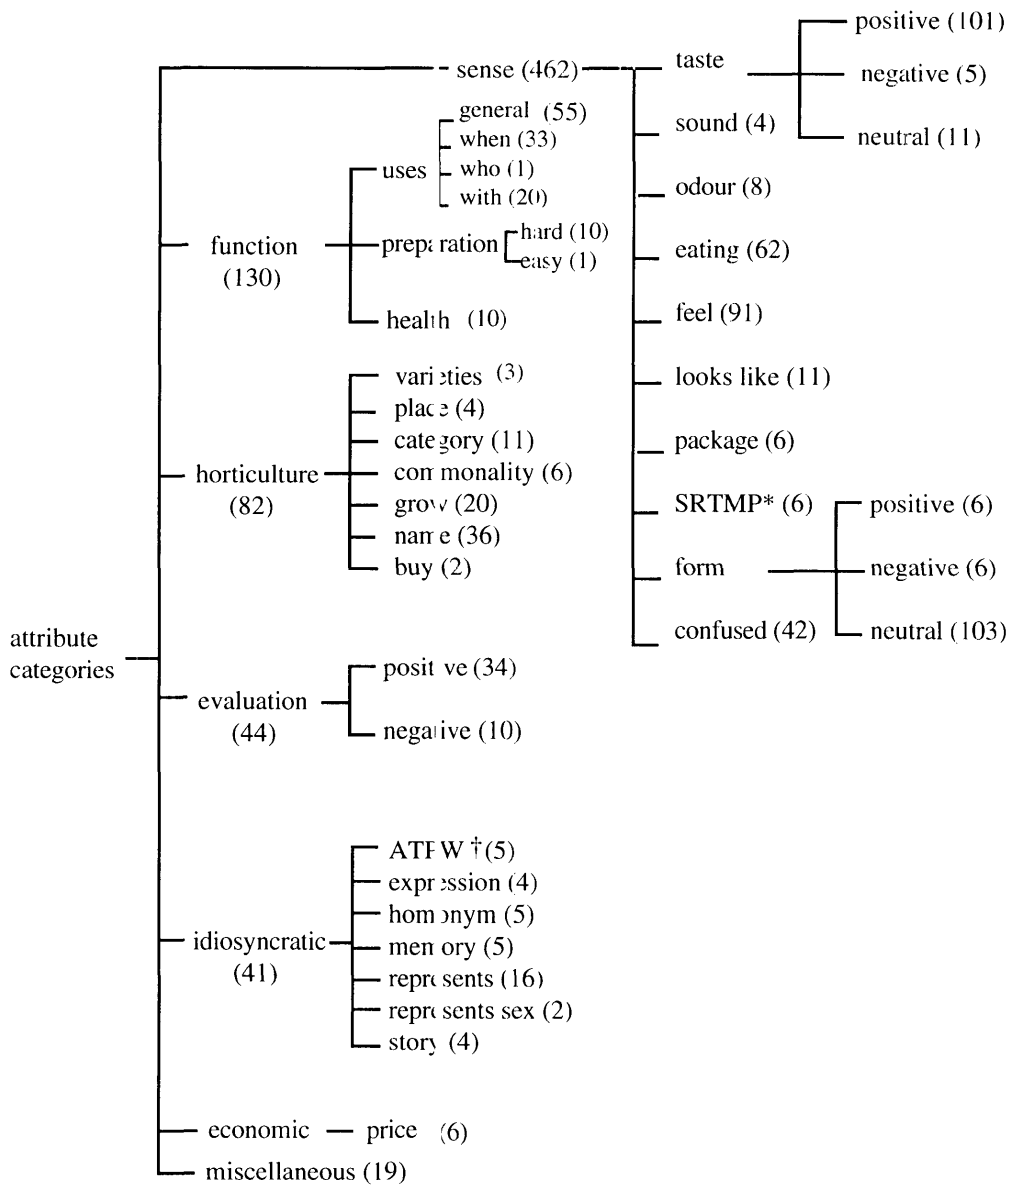 attribute
categories
sense (462)
taste
positive (101)
negative (5)
neutral (11)
sound (4)
odour (8)
eating (62)
feel (91)
looks like (11)
package (6)
SRTMP* (6)
form
positive (6)
negative (6)
neutral (103)
confused (42)
function
(130)
uses
general (55)
when (33)
who (1)
with (20)
preparation
hard (10)
easy (1)
health (10)
horticulture
(82)
varieties (3)
place (4)
category (11)
commonality (6)
grow (20)
name (36)
buy (2)
evaluation
(44)
positive (34)
negative (10)
idiosyncratic
(41)
ATFW † (5)
expression (4)
homonym (5)
memory (5)
represents (16)
represents sex (2)
story (4)
economic
price (6)
miscellaneous (19)